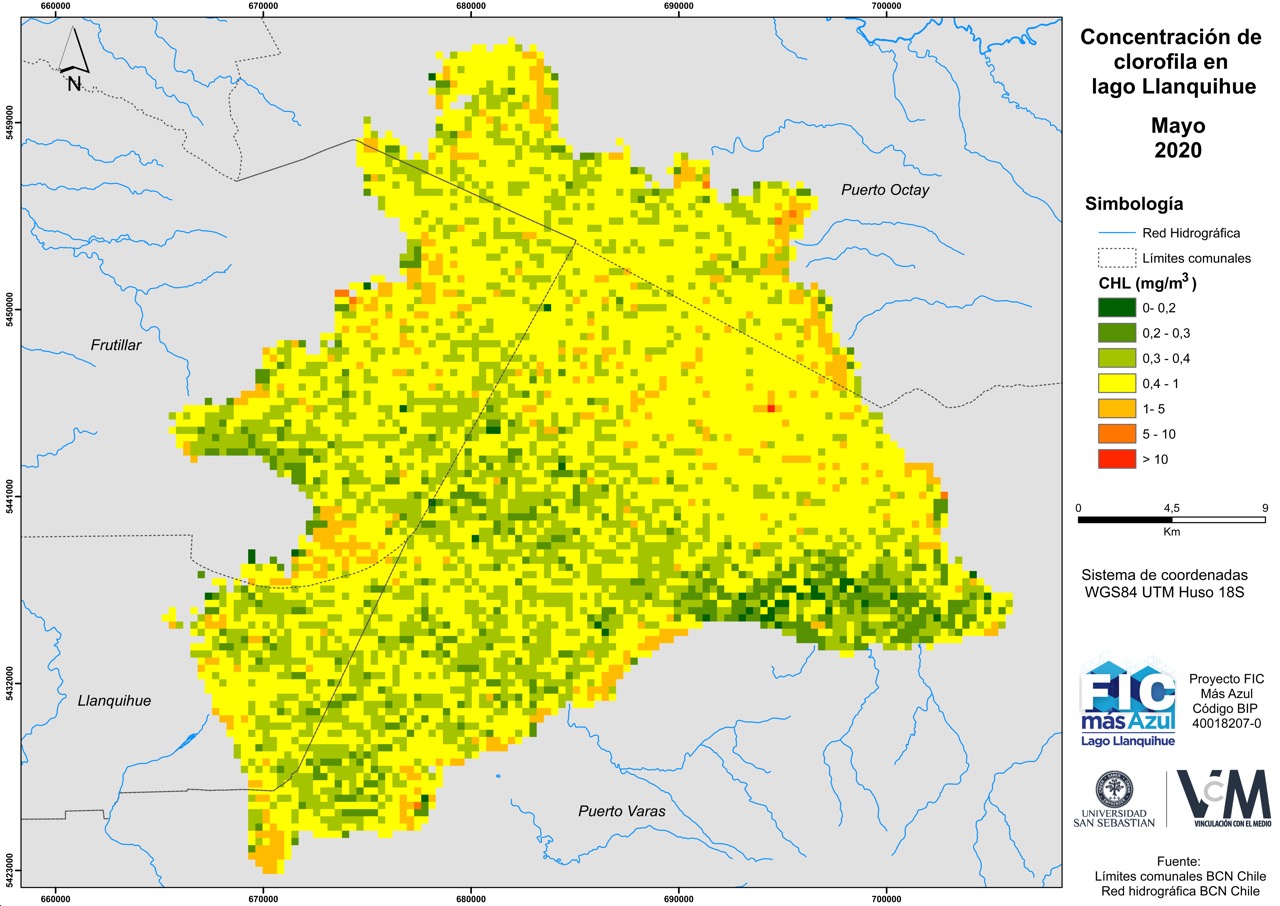 660000 670000 680000 690000 700000
5459000
5450000
5441000
5432000
5423000
N
Puerto Octay
Frutillar
Llanquihue
Puerto Varas
660000 670000 680000 690000 700000
Concentración de
clorofila en
lago Llanquihue
Mayo
2020
Simbología
Red Hidrográfica
Límites comunales
CHL (mg/m3 )
0- 0,2
0,2 - 0,3
0,3 - 0,4
0,4 - 1
1- 5
5 - 10
> 10
0 4,5 9
Km
Sistema de coordenadas
WGS84 UTM Huso 18S
FIC
másAzul
Lago Llanquihue
Proyecto FIC
Más Azul
Código BIP
40018207-0
UNIVERSIDAD
SAN SEBASTIAN
VcM
VINCULACIÓN CON EL MEDIO
Fuente:
Límites comunales BCN Chile
Red hidrográfica BCN Chile